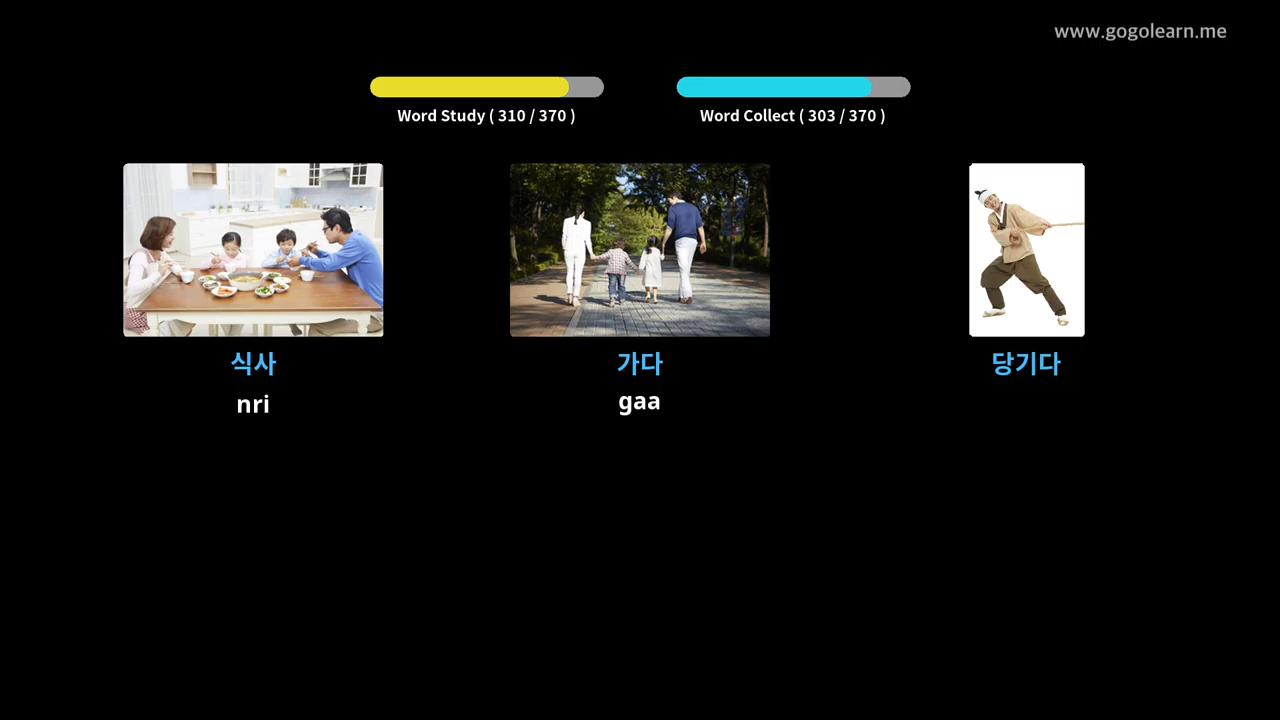 www.gogolearn.me
Word Study ( 310 / 370 )
Word Collect ( 303 / 370 )
식사
가다
당기다
nri
gaa